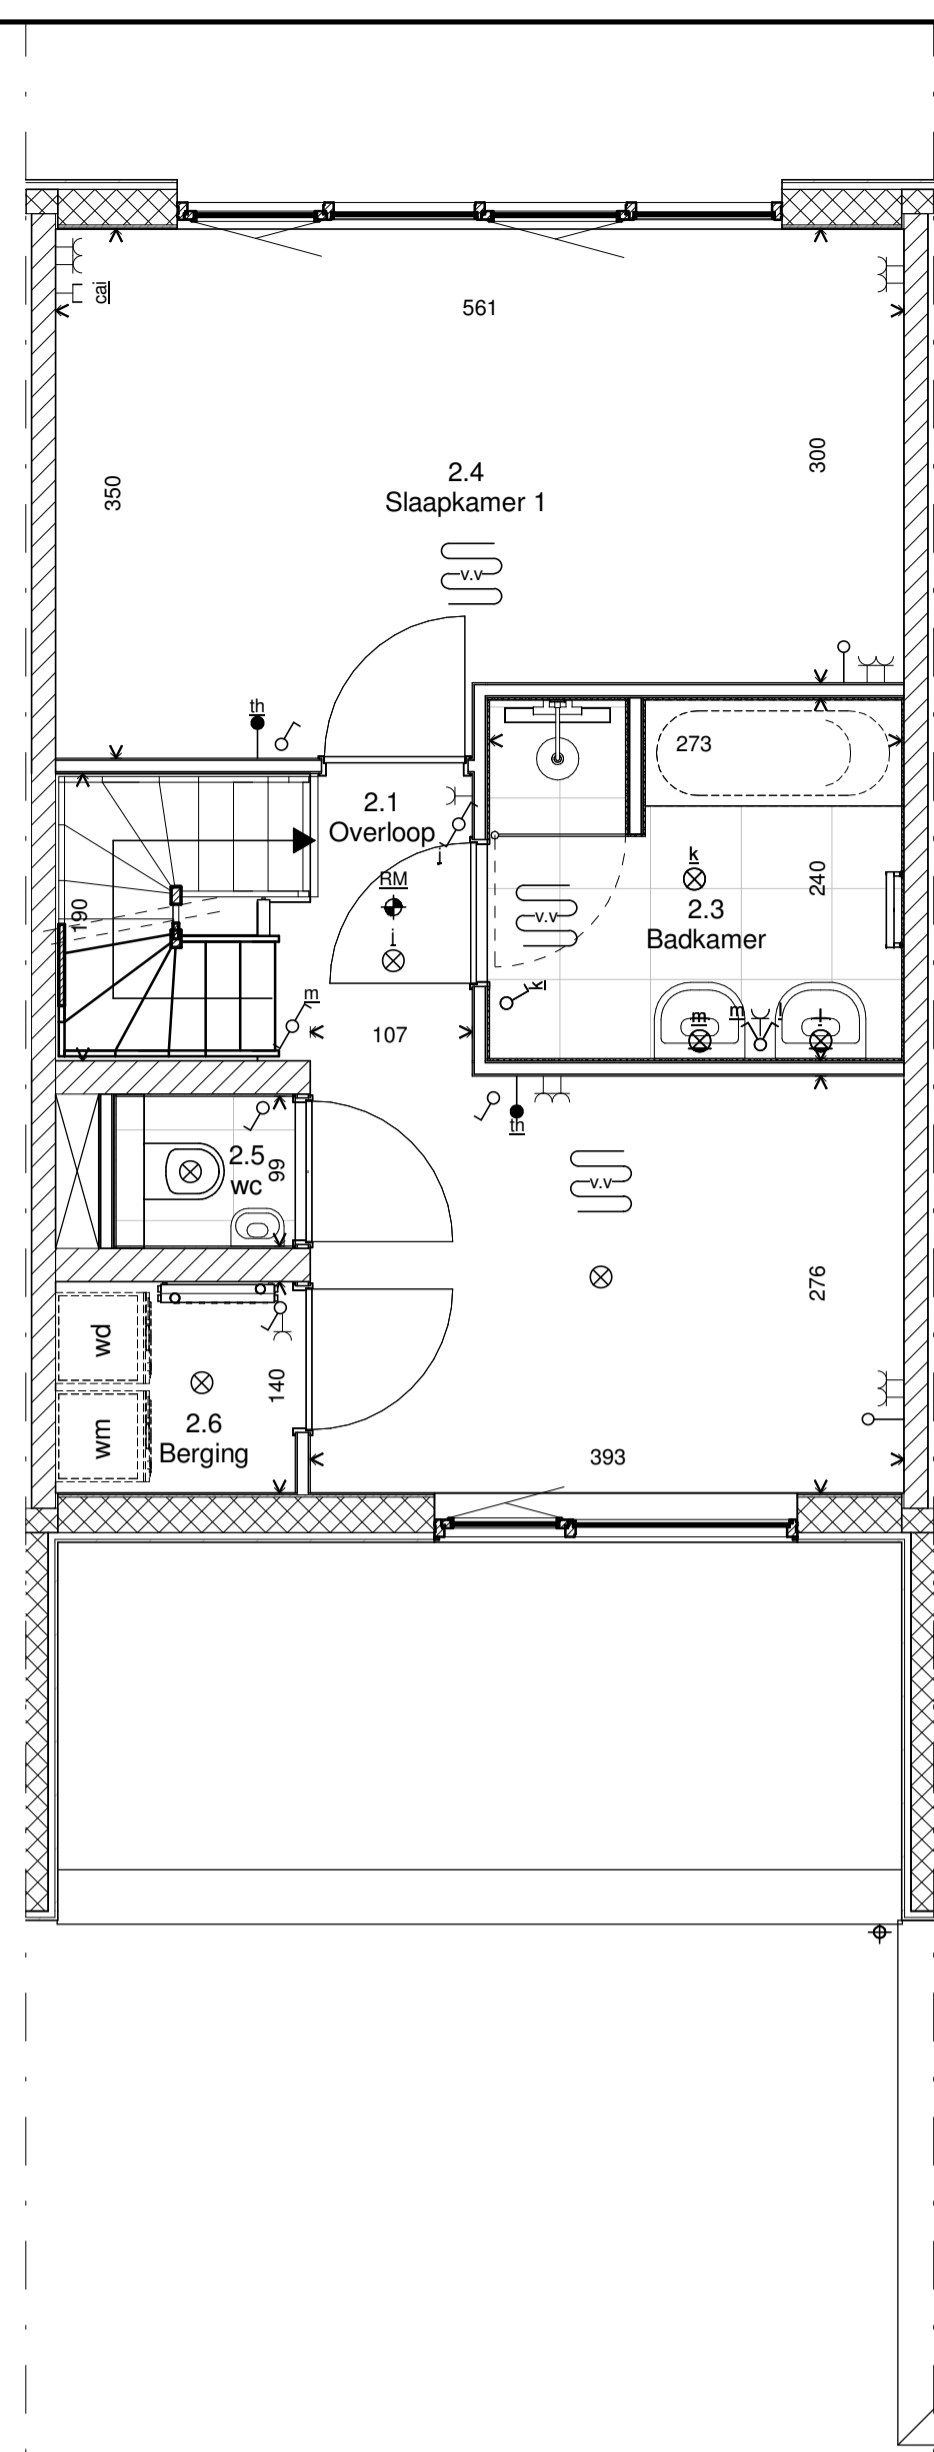 cai
561
350
300
2.4
Slaapkamer 1
v.v
th
273
2.1
Overloop
j
RM
j
k
240
190
v.v
2.3
Badkamer
k
m
107
m
m
l
l
th
2.5
wc
99
v.v
276
wd
140
wm
2.6
Berging
393